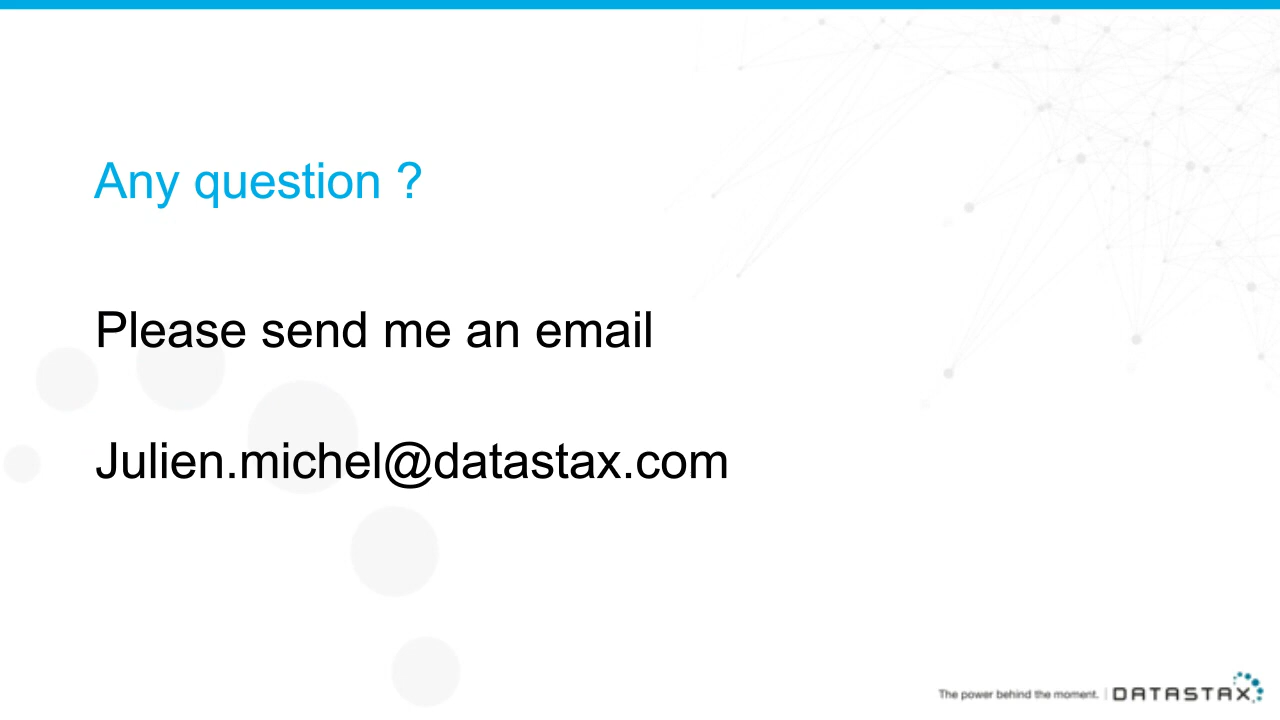 Any question ?
Please send me an email
Julien.michel@datastax.com
The power behind the moment. | DATASTAX